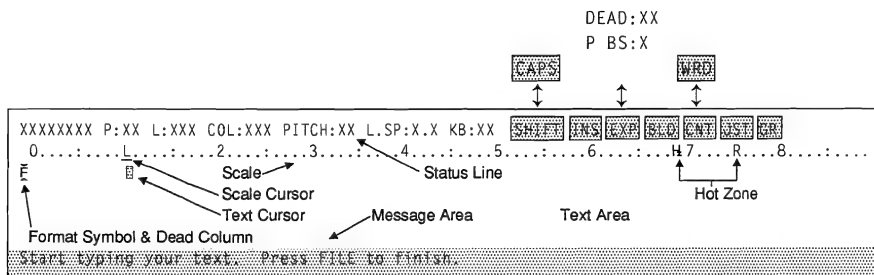 DEAD:XX
P BS:X
CAPS WRD
XXXXXXXX P:XX L:XXX COL:XXX PITCH:XX L.SP:X.X KB:XX SHIFT INS EXP BLD CNT JST GR
0....:....L....:....2....:....3....:....4....:....5....:....6....:....H7....:....R....8....:....
E Scale Status Line
Scale Cursor Hot Zone
Text Cursor Message Area Text Area
Format Symbol & Dead Column
Start typing your text. Press FILE to finish.